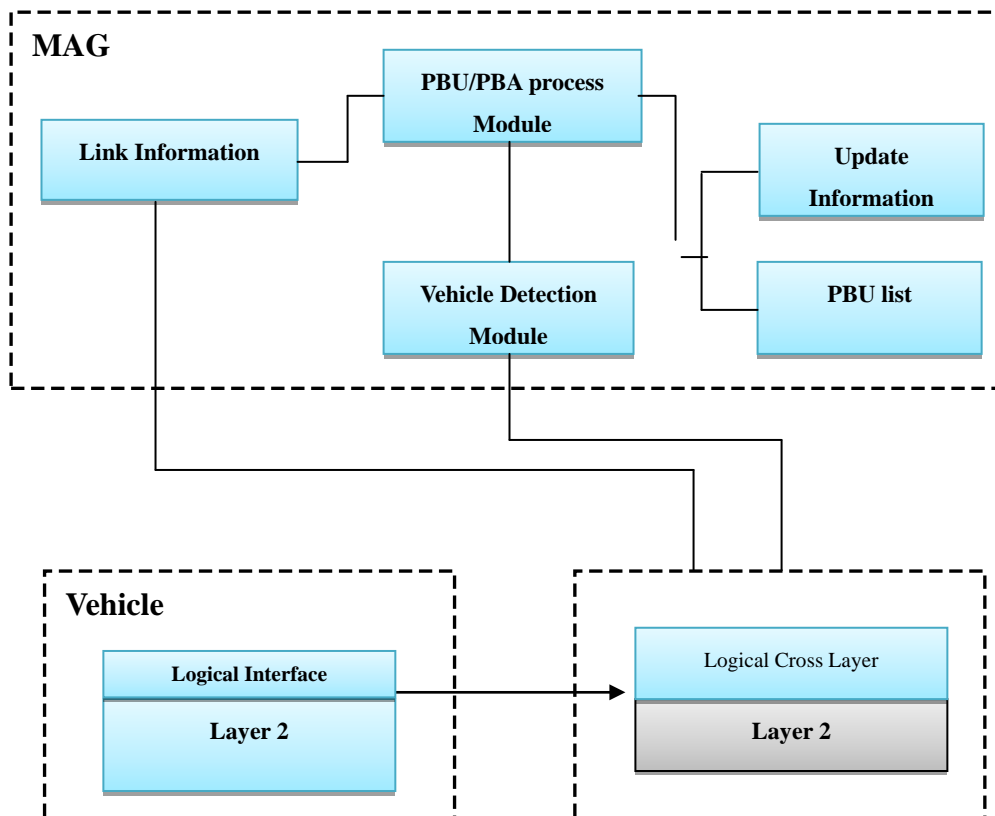 MAG
PBU/PBA process
Module
Link Information
Update
Information
Vehicle Detection
Module
PBU list
Vehicle
Logical Interface
Layer 2
Logical Cross Layer
Layer 2